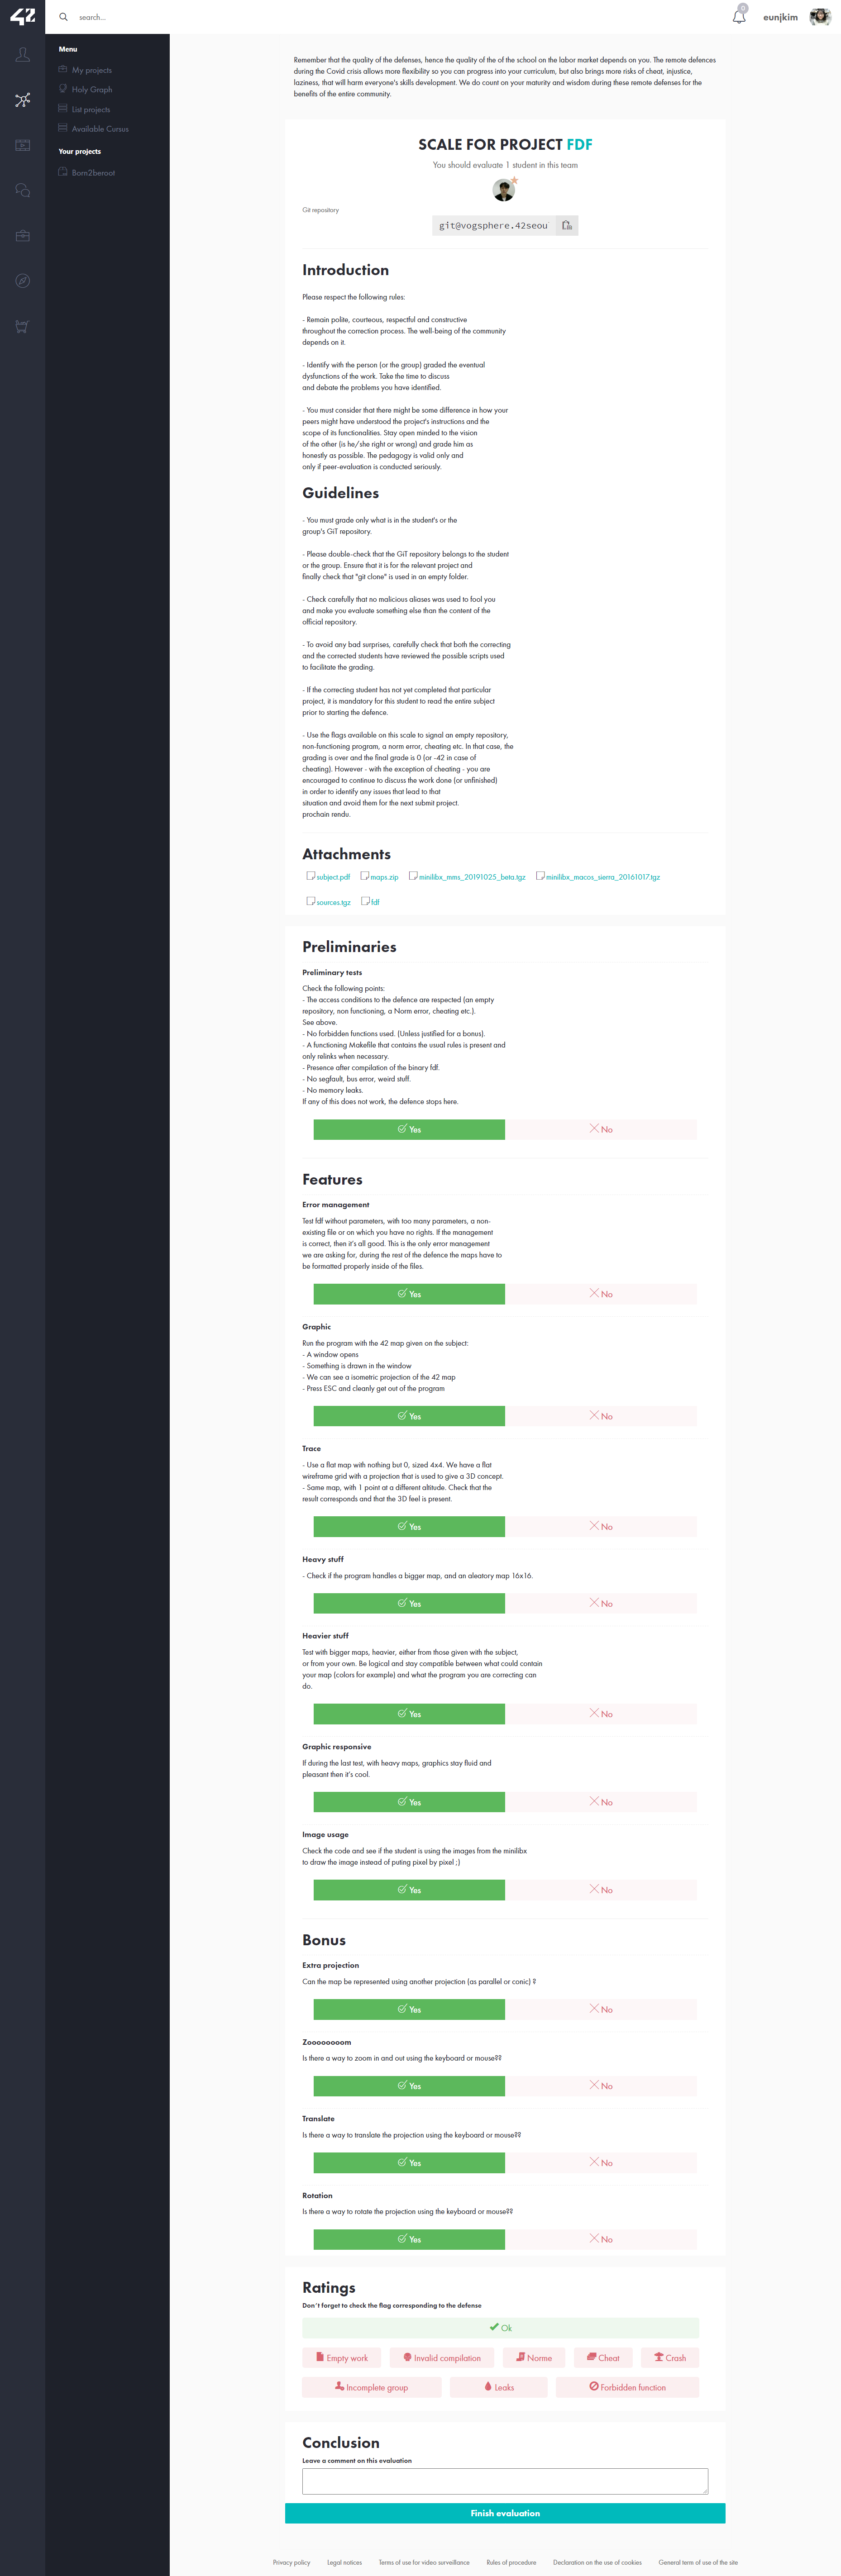 42
search...
0
eunjkim
Menu
My projects
Holy Graph
List projects
Available Cursus
Your projects
Born2beroot
Remember that the quality of the defenses, hence the quality of the of the school on the labor market depends on you. The remote defences
during the Covid crisis allows more flexibility so you can progress into your curriculum, but also brings more risks of cheat, injustice,
laziness, that will harm everyone's skills development. We do count on your maturity and wisdom during these remote defenses for the
benefits of the entire community.
SCALE FOR PROJECT FDF
You should evaluate 1 student in this team
Git repository
git@vogsphere.42seou
Introduction
Please respect the following rules:
- Remain polite, courteous, respectful and constructive
throughout the correction process. The well-being of the community
depends on it.
- Identify with the person (or the group) graded the eventual
dysfunctions of the work. Take the time to discuss
and debate the problems you have identified.
- You must consider that there might be some difference in how your
peers might have understood the project's instructions and the
scope of its functionalities. Stay open minded to the vision
of the other (is he/she right or wrong) and grade him as
honestly as possible. The pedagogy is valid only and
only if peer-evaluation is conducted seriously.
Guidelines
- You must grade only what is in the student's or the
group's GiT repository.
- Please double-check that the GiT repository belongs to the student
or the group. Ensure that it is for the relevant project and
finally check that "git clone" is used in an empty folder.
- Check carefully that no malicious aliases was used to fool you
and make you evaluate something else than the content of the
official repository.
- To avoid any bad surprises, carefully check that both the correcting
and the corrected students have reviewed the possible scripts used
to facilitate the grading.
- If the correcting student has not yet completed that particular
project, it is mandatory for this student to read the entire subject
prior to starting the defence.
- Use the flags available on this scale to signal an empty repository,
non-functioning program, a norm error, cheating etc. In that case, the
grading is over and the final grade is 0 (or -42 in case of
cheating). However - with the exception of cheating - you are
encouraged to continue to discuss the work done (or unfinished)
in order to identify any issues that lead to that
situation and avoid them for the next submit project.
prochain rendu.
Attachments
subject.pdf maps.zip minilibx_mms_20191025_beta.tgz minilibx_macos_sierra_20161017.tgz
sources.tgz fdf
Preliminaries
Preliminary tests
Check the following points:
- The access conditions to the defence are respected (an empty
repository, non functioning, a Norm error, cheating etc.).
See above.
- No forbidden functions used. (Unless justified for a bonus).
- A functioning Makefile that contains the usual rules is present and
only relinks when necessary.
- Presence after compilation of the binary fdf.
- No segfault, bus error, weird stuff.
- No memory leaks.
If any of this does not work, the defence stops here.
Yes No
Features
Error management
Test fdf without parameters, with too many parameters, a non-
existing file or on which you have no rights. If the management
is correct, then it's all good. This is the only error management
we are asking for, during the rest of the defence the maps have to
be formatted properly inside of the files.
Yes No
Graphic
Run the program with the 42 map given on the subject:
- A window opens
- Something is drawn in the window
- We can see a isometric projection of the 42 map
- Press ESC and cleanly get out of the program
Yes No
Trace
- Use a flat map with nothing but 0, sized 4x4. We have a flat
wireframe grid with a projection that is used to give a 3D concept.
- Same map, with 1 point at a different altitude. Check that the
result corresponds and that the 3D feel is present.
Yes No
Heavy stuff
- Check if the program handles a bigger map, and an aleatory map 16x16.
Yes No
Heavier stuff
Test with bigger maps, heavier, either from those given with the subject,
or from your own. Be logical and stay compatible between what could contain
your map (colors for example) and what the program you are correcting can
do.
Yes No
Graphic responsive
If during the last test, with heavy maps, graphics stay fluid and
pleasant then it's cool.
Yes No
Image usage
Check the code and see if the student is using the images from the minilibx
to draw the image instead of puting pixel by pixel ;)
Yes No
Bonus
Extra projection
Can the map be represented using another projection (as parallel or conic) ?
Yes No
Zoooooooom
Is there a way to zoom in and out using the keyboard or mouse??
Yes No
Translate
Is there a way to translate the projection using the keyboard or mouse??
Yes No
Rotation
Is there a way to rotate the projection using the keyboard or mouse??
Yes No
Ratings
Don't forget to check the flag corresponding to the defense
Ok
Empty work Invalid compilation Norme Cheat Crash
Incomplete group Leaks Forbidden function
Conclusion
Leave a comment on this evaluation
Finish evaluation
Privacy policy Legal notices Terms of use for video surveillance Rules of procedure Declaration on the use of cookies General term of use of the site